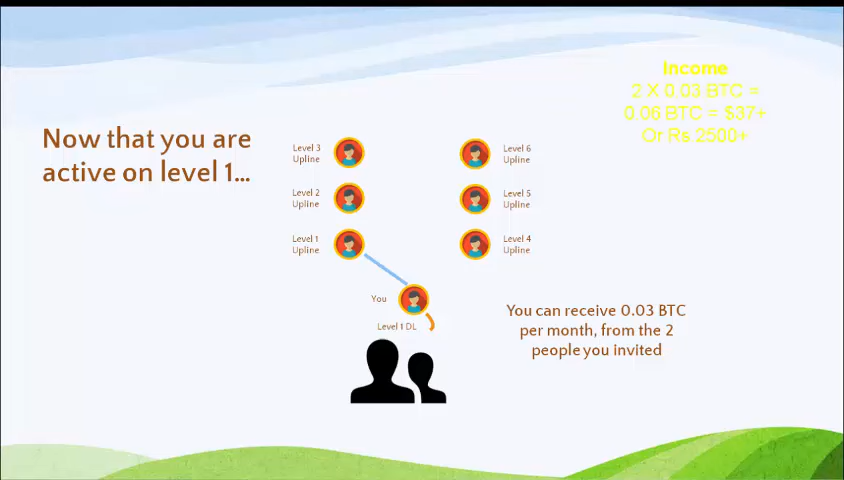 Income
2 X 0.03 BTC =
0.06 BTC = $37+
Or Rs 2500+
Now that you are
active on level 1...
Level 3
Upline
Level 6
Upline
Level 2
Upline
Level 5
Upline
Level 1
Upline
Level 4
Upline
You
Level 1 DL
You can receive 0.03 BTC
per month, from the 2
people you invited